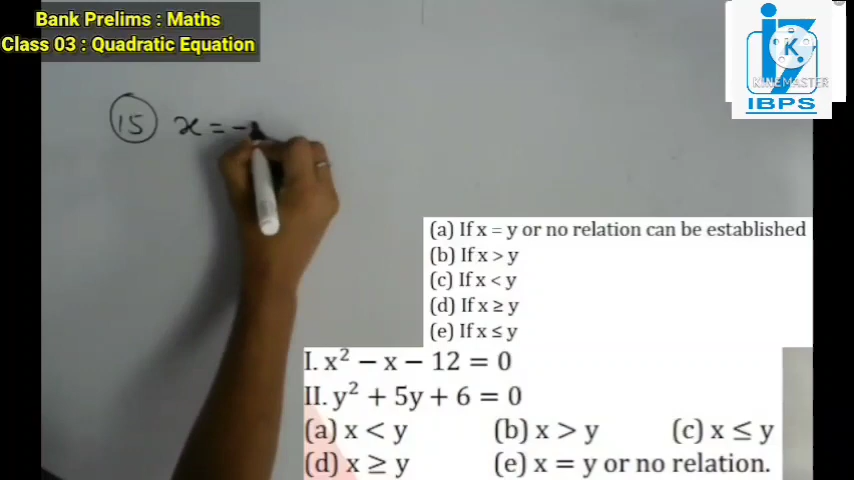 Bank Prelims : Maths
Class 03 : Quadratic Equation
K
KINEMASTER
IBPS
15 x = -
(a) If x = y or no relation can be established
(b) If x > y
(c) If x < y
(d) If x ≥ y
(e) If x ≤ y
I. x² − x − 12 = 0
II. y² + 5y + 6 = 0
(a) x < y (b) x > y (c) x ≤ y
(d) x ≥ y (e) x = y or no relation.